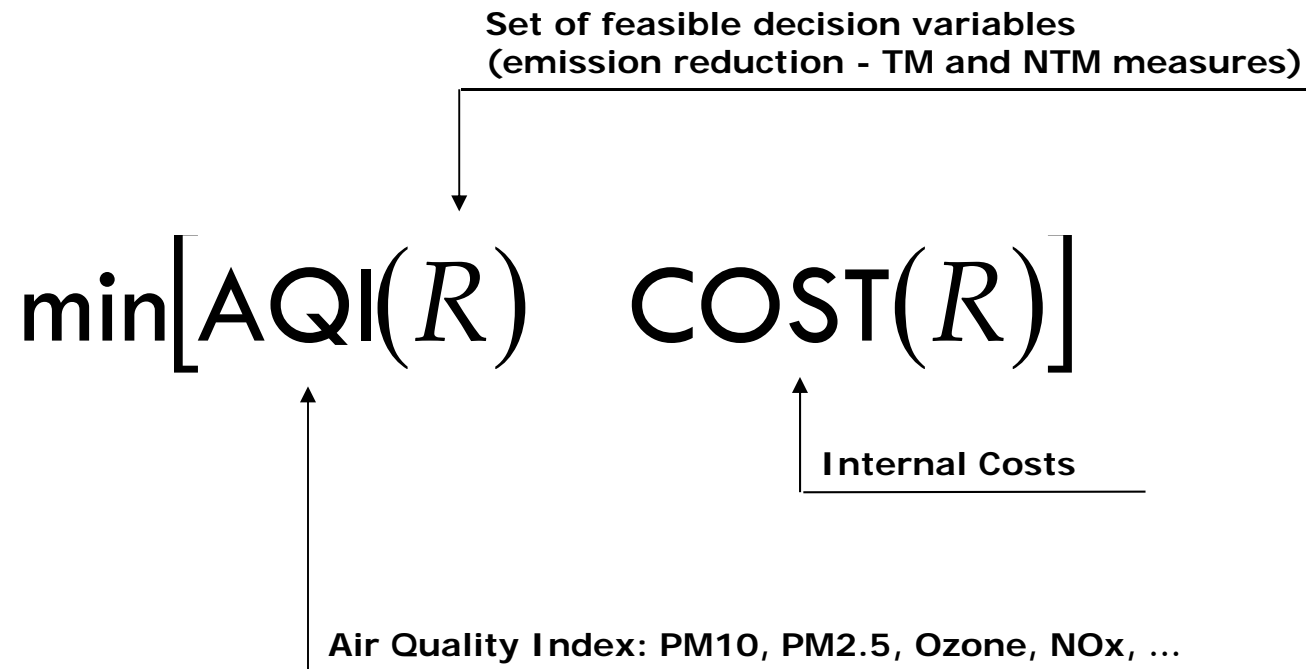 Set of feasible decision variables
(emission reduction - TM and NTM measures)
min[AQI(R) COST(R)]
Internal Costs
Air Quality Index: PM10, PM2.5, Ozone, NOx, ...